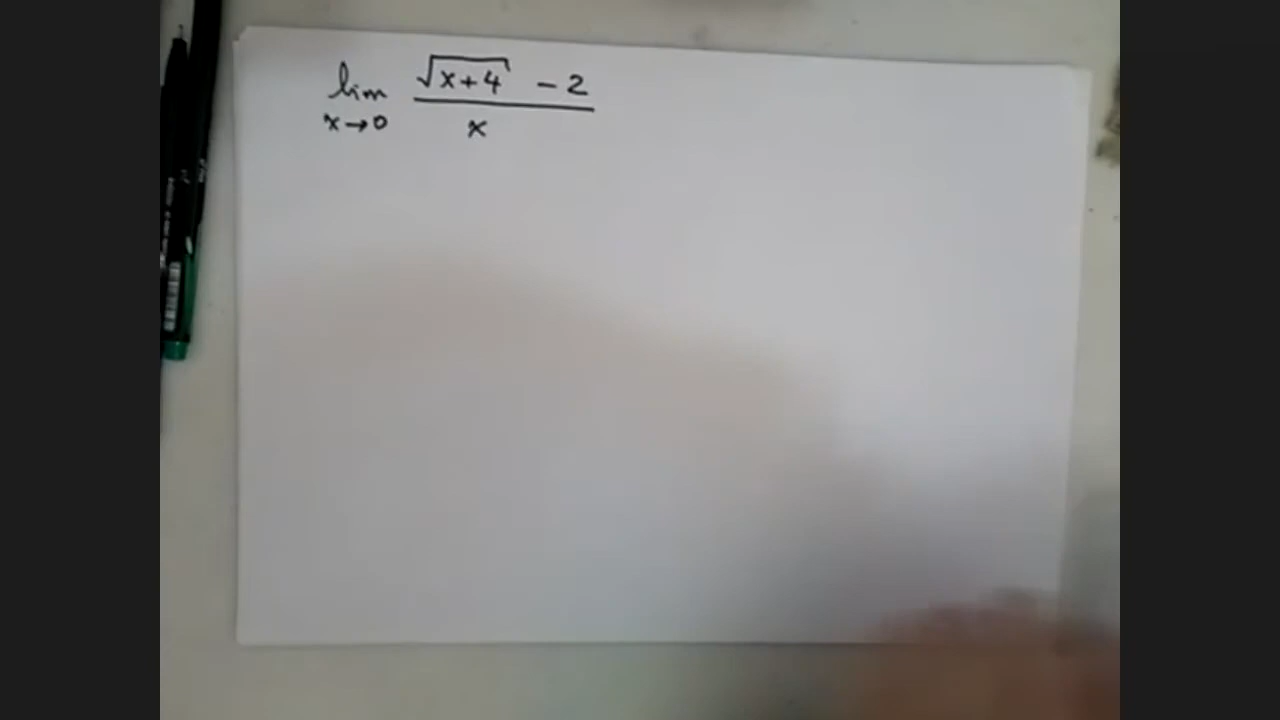 lim √(x+4) - 2
x→0 x